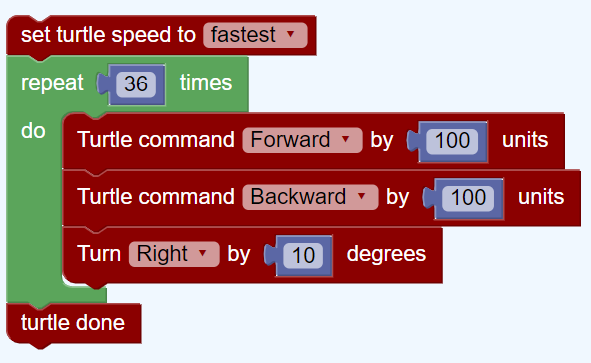 set turtle speed to fastest
repeat 36 times
do Turtle command Forward by 100 units
Turtle command Backward by 100 units
Turn Right by 10 degrees
turtle done